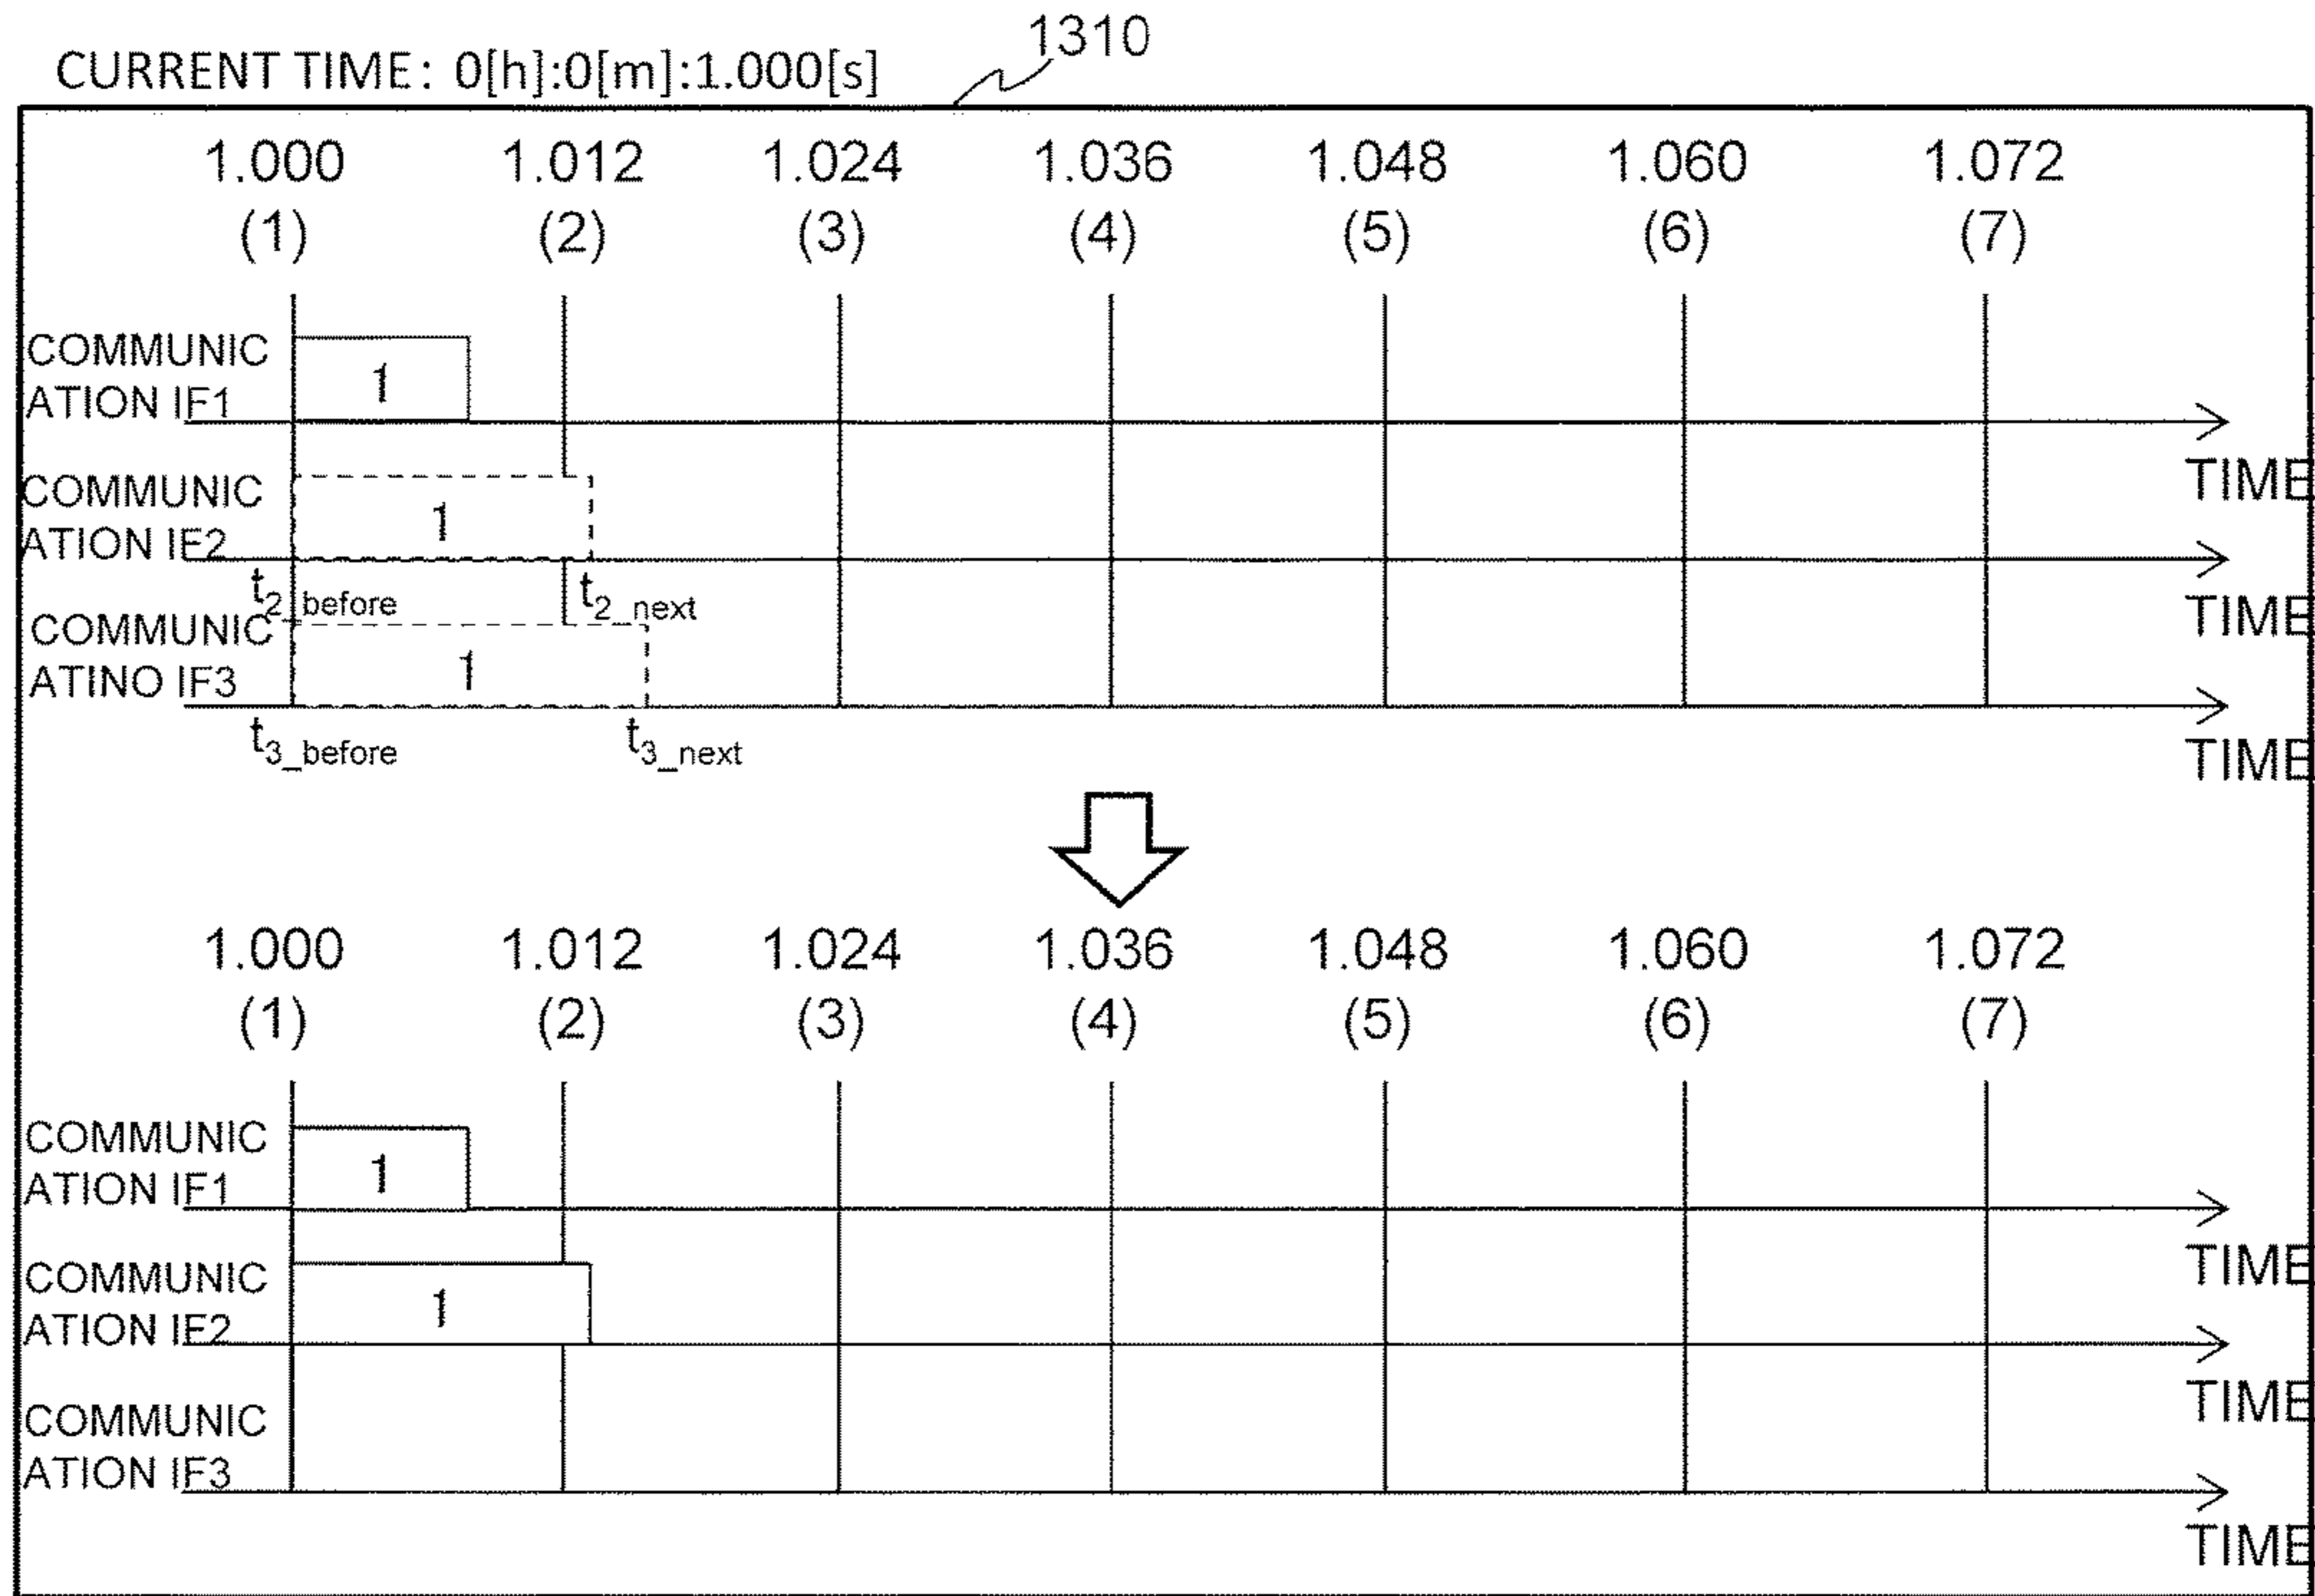 1310
CURRENT TIME: 0[h]:0[m]:1.000[s]
1.000 1.012 1.024 1.036 1.048 1.060 1.072
(1) (2) (3) (4) (5) (6) (7)
COMMUNIC
ATION IF1
1
TIME
COMMUNIC
ATION IF2
1
TIME
t2_before t2_next
COMMUNIC
ATINO IF3
1
TIME
t3_before t3_next
1.000 1.012 1.024 1.036 1.048 1.060 1.072
(1) (2) (3) (4) (5) (6) (7)
COMMUNIC
ATION IF1
1
TIME
COMMUNIC
ATION IF2
1
TIME
COMMUNIC
ATION IF3
TIME